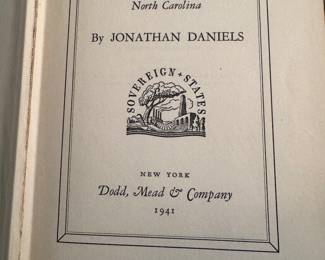 North Carolina
By JONATHAN DANIELS
SOVEREIGN + STATES
NEW YORK
Dodd, Mead & Company
1941